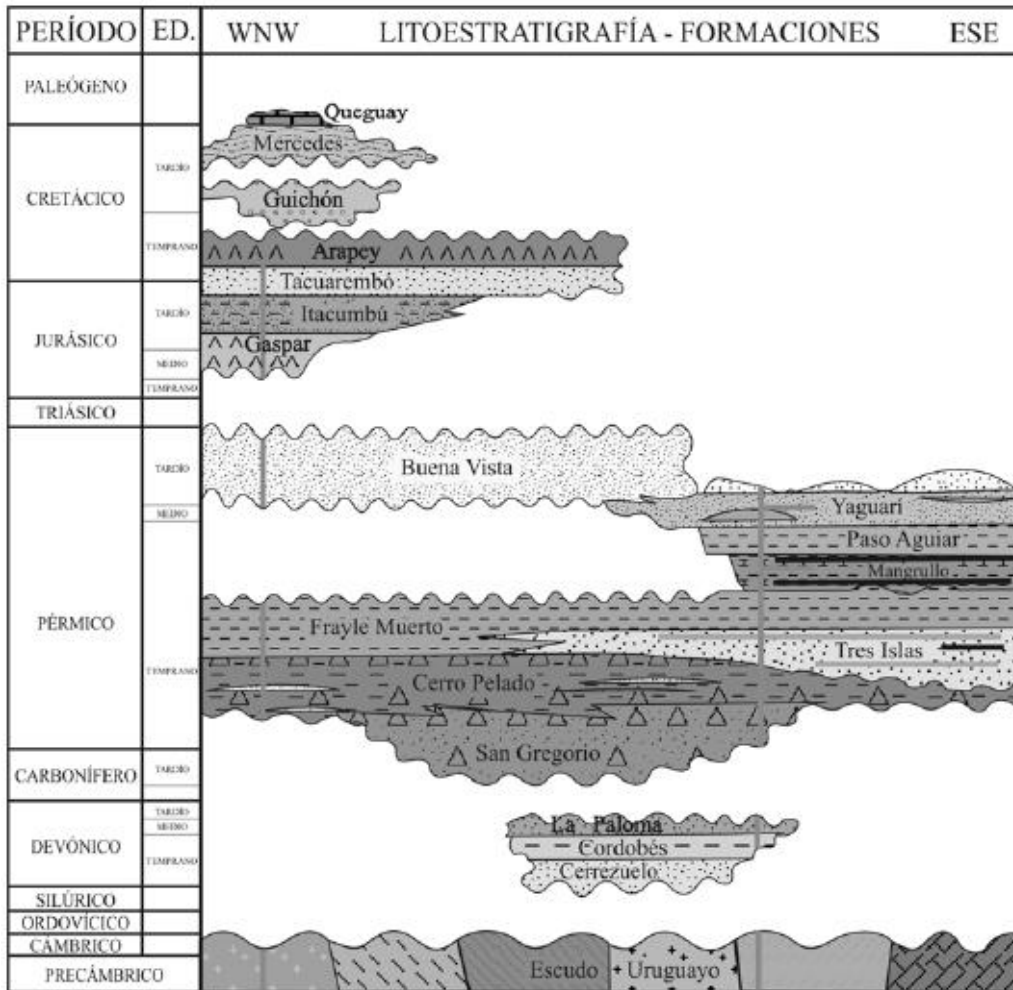 PERÍODO ED. WNW LITOESTRATIGRAFÍA - FORMACIONES ESE
PALEÓGENO
Queguay
Mercedes
TARDÍO
CRETÁCICO
Guichón
TEMPRANO
Arapey
Tacuarembó
Itacumbú
TARDÍO
JURÁSICO
Gaspar
MEDIO
TEMPRANO
TRIÁSICO
Buena Vista
TARDÍO
Yaguarí
MEDIO
Paso Aguiar
Mangrullo
PÉRMICO
Frayle Muerto
Tres Islas
TEMPRANO
Cerro Pelado
San Gregorio
CARBONÍFERO
TARDÍO
TARDÍO
MEDIO
La Paloma
DEVÓNICO
Cordobés
TEMPRANO
Cerrezuelo
SILÚRICO
ORDOVÍCICO
CÁMBRICO
PRECÁMBRICO
Escudo Uruguayo